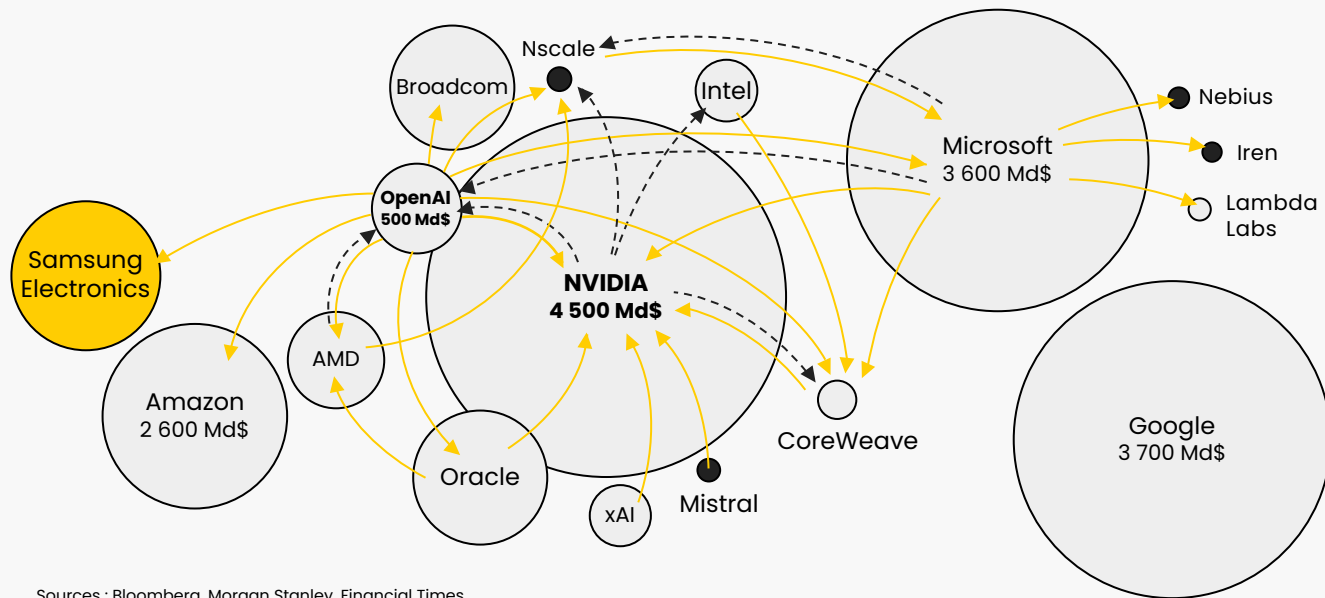 Nscale
Broadcom
Intel
Nebius
Microsoft
3 600 Md$
Iren
OpenAI
500 Md$
Lambda
Labs
Samsung
Electronics
NVIDIA
4 500 Md$
AMD
Amazon
2 600 Md$
Google
3 700 Md$
CoreWeave
Oracle
Mistral
xAI
Sources : Bloomberg, Morgan Stanley, Financial Times